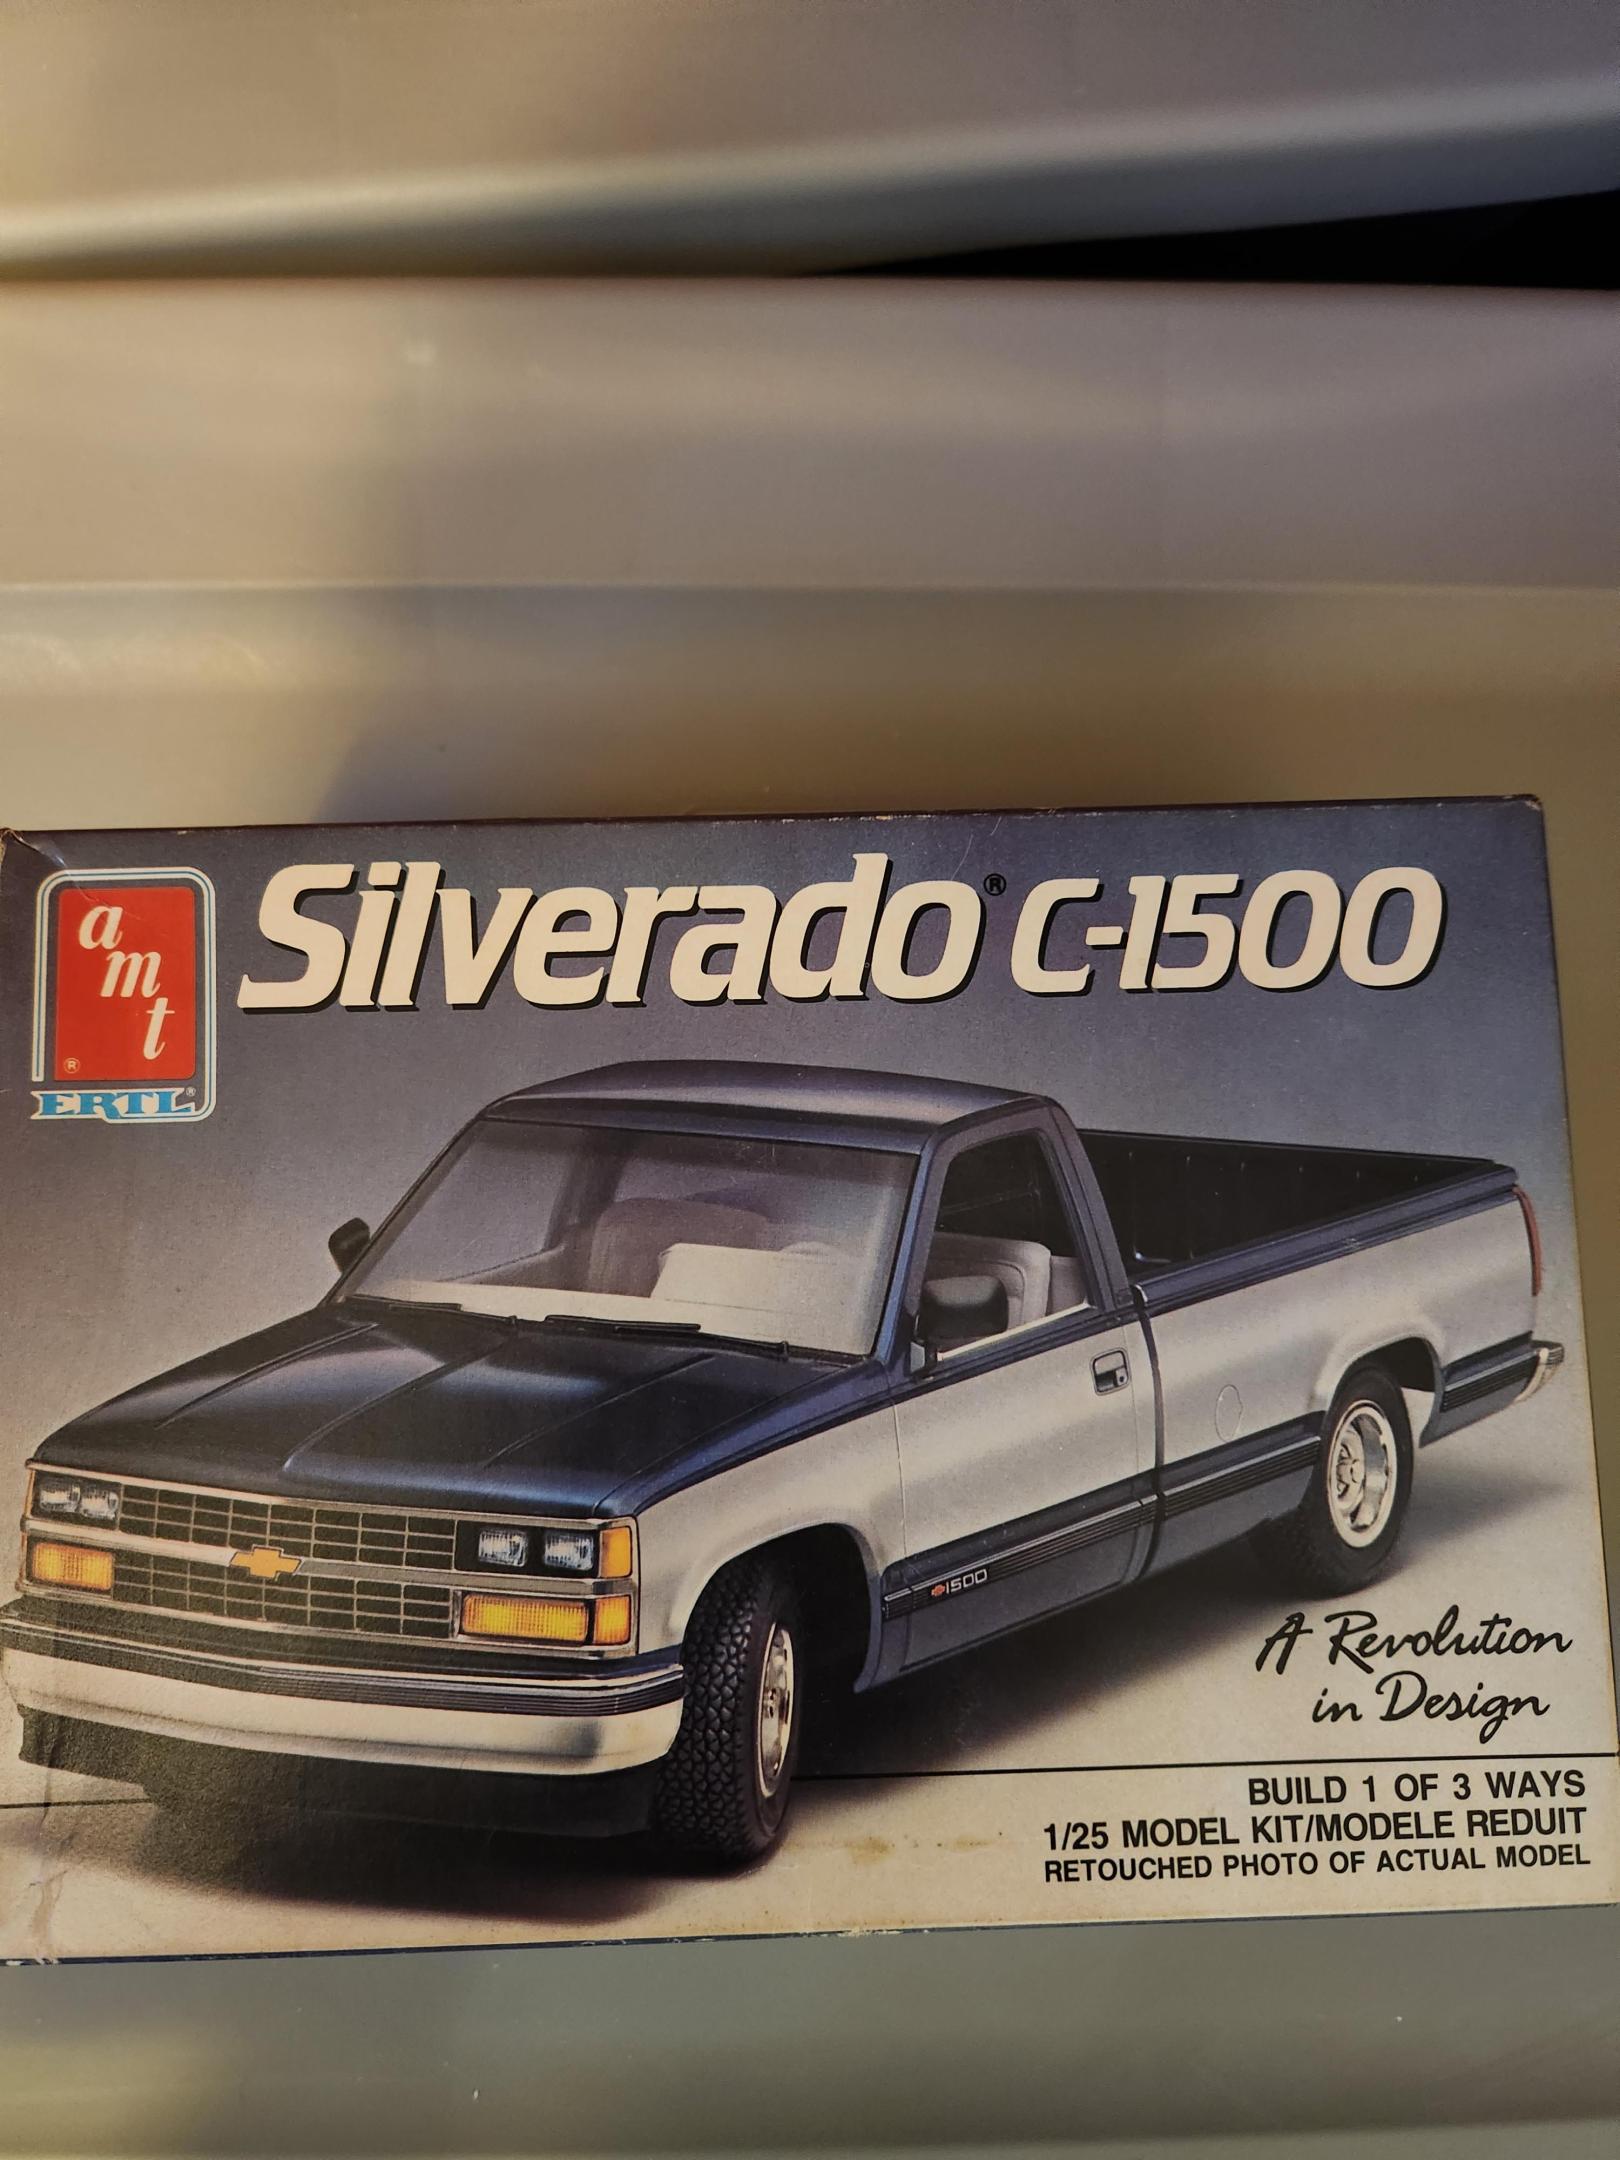 amt
®
ERTL®
Silverado® C-1500
1500
A Revolution
in Design
BUILD 1 OF 3 WAYS
1/25 MODEL KIT/MODELE REDUIT
RETOUCHED PHOTO OF ACTUAL MODEL